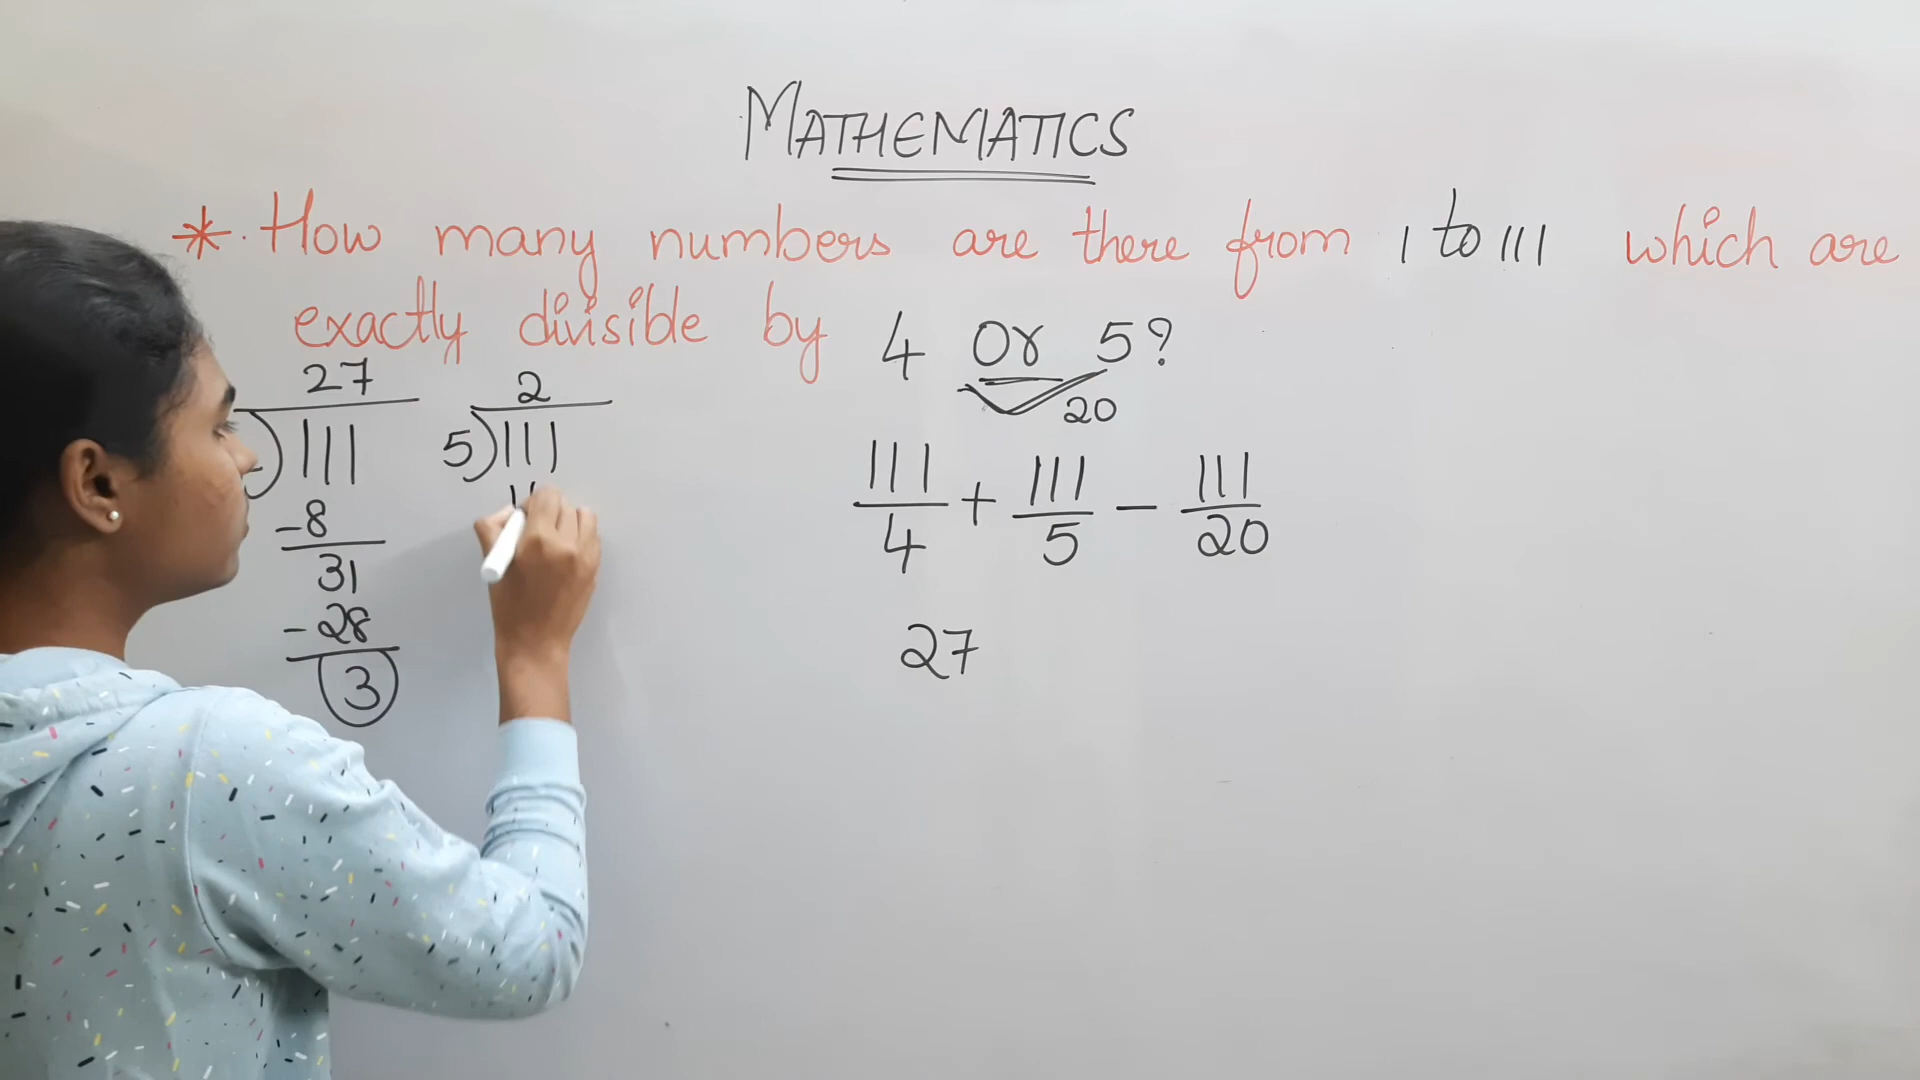 MATHEMATICS
*. How many numbers are there from 1 to 111 which are
exactly divisible by 4 Or 5?
20
27
111
-8
31
-28
3
2
5)111
11
111/4 + 111/5 - 111/20
27